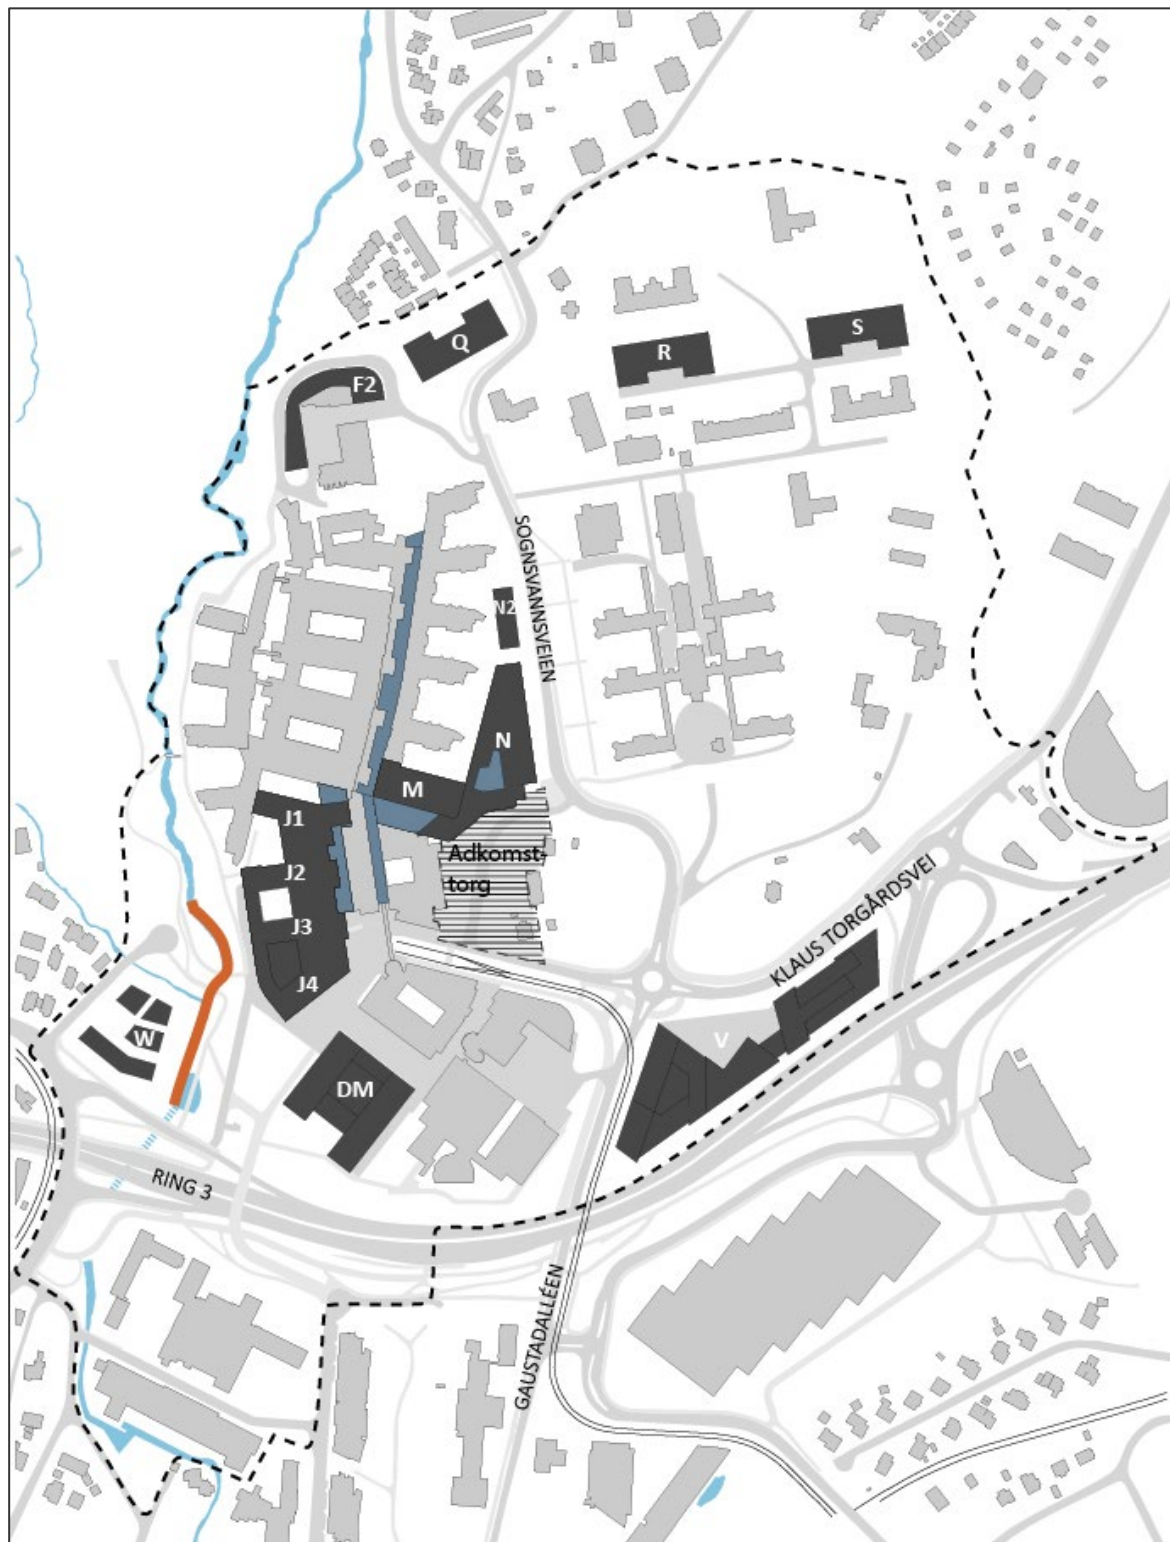 S
R
Q
F2
SOGNSVANNSVEIEN
N2
N
M
J1
Adkomst-
torg
J2
KLAUS TORGÅRDSVEI
J3
J4
W
V
DM
RING 3
GAUSTADALLÉEN